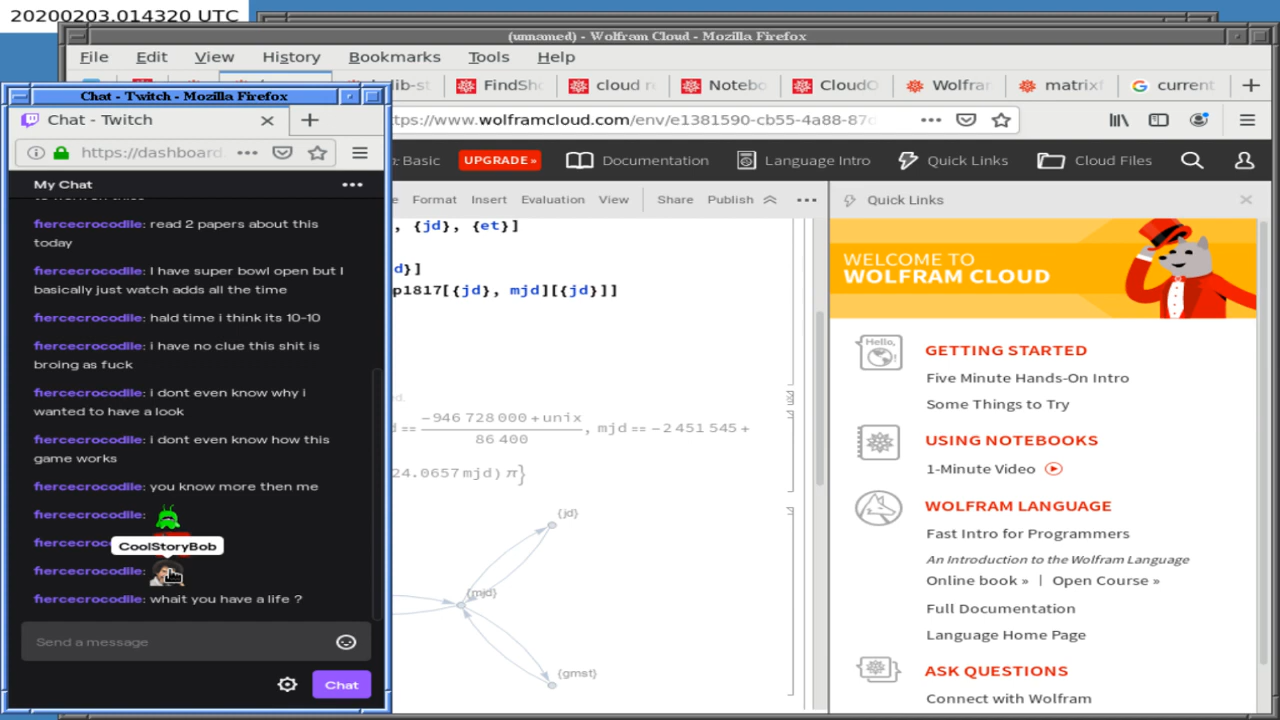 20200203.014320 UTC
(unnamed) - Wolfram Cloud - Mozilla Firefox
File Edit View History Bookmarks Tools Help
FindSh cloud r Notebo CloudO Wolfrar matrixf current
Chat - Twitch - Mozilla Firefox
Chat - Twitch
https://dashboard.
My Chat
fiercecrocodile: read 2 papers about this
today
fiercecrocodile: I have super bowl open but I
basically just watch adds all the time
fiercecrocodile: hald time i think its 10-10
fiercecrocodile: i have no clue this shit is
broing as fuck
fiercecrocodile: i dont even know why i
wanted to have a look
fiercecrocodile: i dont even know how this
game works
fiercecrocodile: you know more then me
fiercecrocodile:
fiercecroco
CoolStoryBob
fiercecrocodile:
fiercecrocodile: whait you have a life ?
Send a message
Chat
tps://www.wolframcloud.com/env/e1381590-cb55-4a88-87c
: Basic UPGRADE » Documentation Language Intro Quick Links Cloud Files
Format Insert Evaluation View Share Publish
, {jd}, {et}]
d}]
p1817[{jd}, mjd][{jd}]]
ed.
d == -946 728 000 + unix / 86 400 , mjd == -2 451 545 +
24.0657 mjd) π}
{jd}
{mjd}
{gmst}
Quick Links
WELCOME TO
WOLFRAM CLOUD
Hello,
GETTING STARTED
Five Minute Hands-On Intro
Some Things to Try
USING NOTEBOOKS
1-Minute Video
WOLFRAM LANGUAGE
Fast Intro for Programmers
An Introduction to the Wolfram Language
Online book » | Open Course »
Full Documentation
Language Home Page
ASK QUESTIONS
Connect with Wolfram